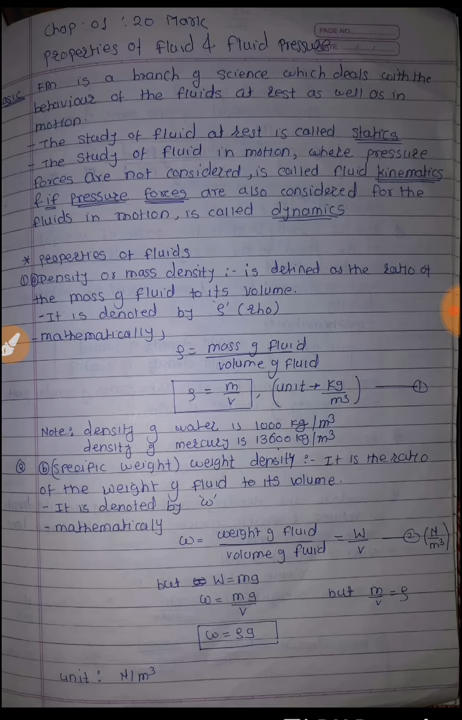 Chap. 01 : 20 Mark
PAGE NO.
DATE
Properties of Fluid & Fluid Pressure
Basic FM is a branch of science which deals with the
behaviour of the fluids at rest as well as in
motion.
- The study of fluid at rest is called statics
- The study of fluid in motion, where pressure
forces are not considered, is called fluid kinematics
& if pressure forces are also considered for the
fluids in motion, is called dynamics
* Properties of fluids
① Density or mass density :- is defined as the ratio of
the mass of fluid to its volume.
- It is denoted by 'ρ' (rho)
- mathematically,
ρ = mass of fluid / volume of fluid
ρ = m/v, (unit → kg/m³) — ①
Note: density of water is 1000 kg/m³
density of mercury is 13600 kg/m³
② ⓑ (specific weight) weight density :- It is the ratio
of the weight of fluid to its volume.
- It is denoted by 'ω'
- mathematicaly
ω = weight of fluid / volume of fluid = W/v — ② (N/m³)
but W = mg
ω = mg/v but m/v = ρ
ω = ρg
unit : N/m³